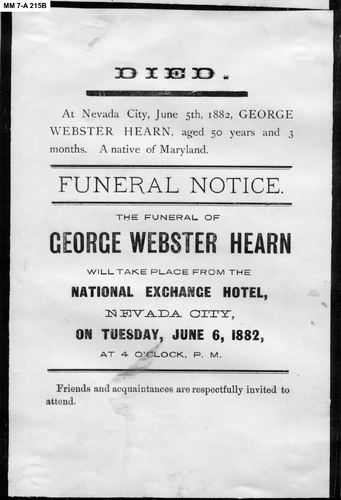 MM 7-A 215B
DIED.
At Nevada City, June 5th, 1882, GEORGE
WEBSTER HEARN, aged 50 years and 3
months. A native of Maryland.
FUNERAL NOTICE.
THE FUNERAL OF
GEORGE WEBSTER HEARN
WILL TAKE PLACE FROM THE
NATIONAL EXCHANGE HOTEL,
NEVADA CITY,
ON TUESDAY, JUNE 6, 1882,
AT 4 O'CLOCK, P. M.
Friends and acquaintances are respectfully invited to
attend.